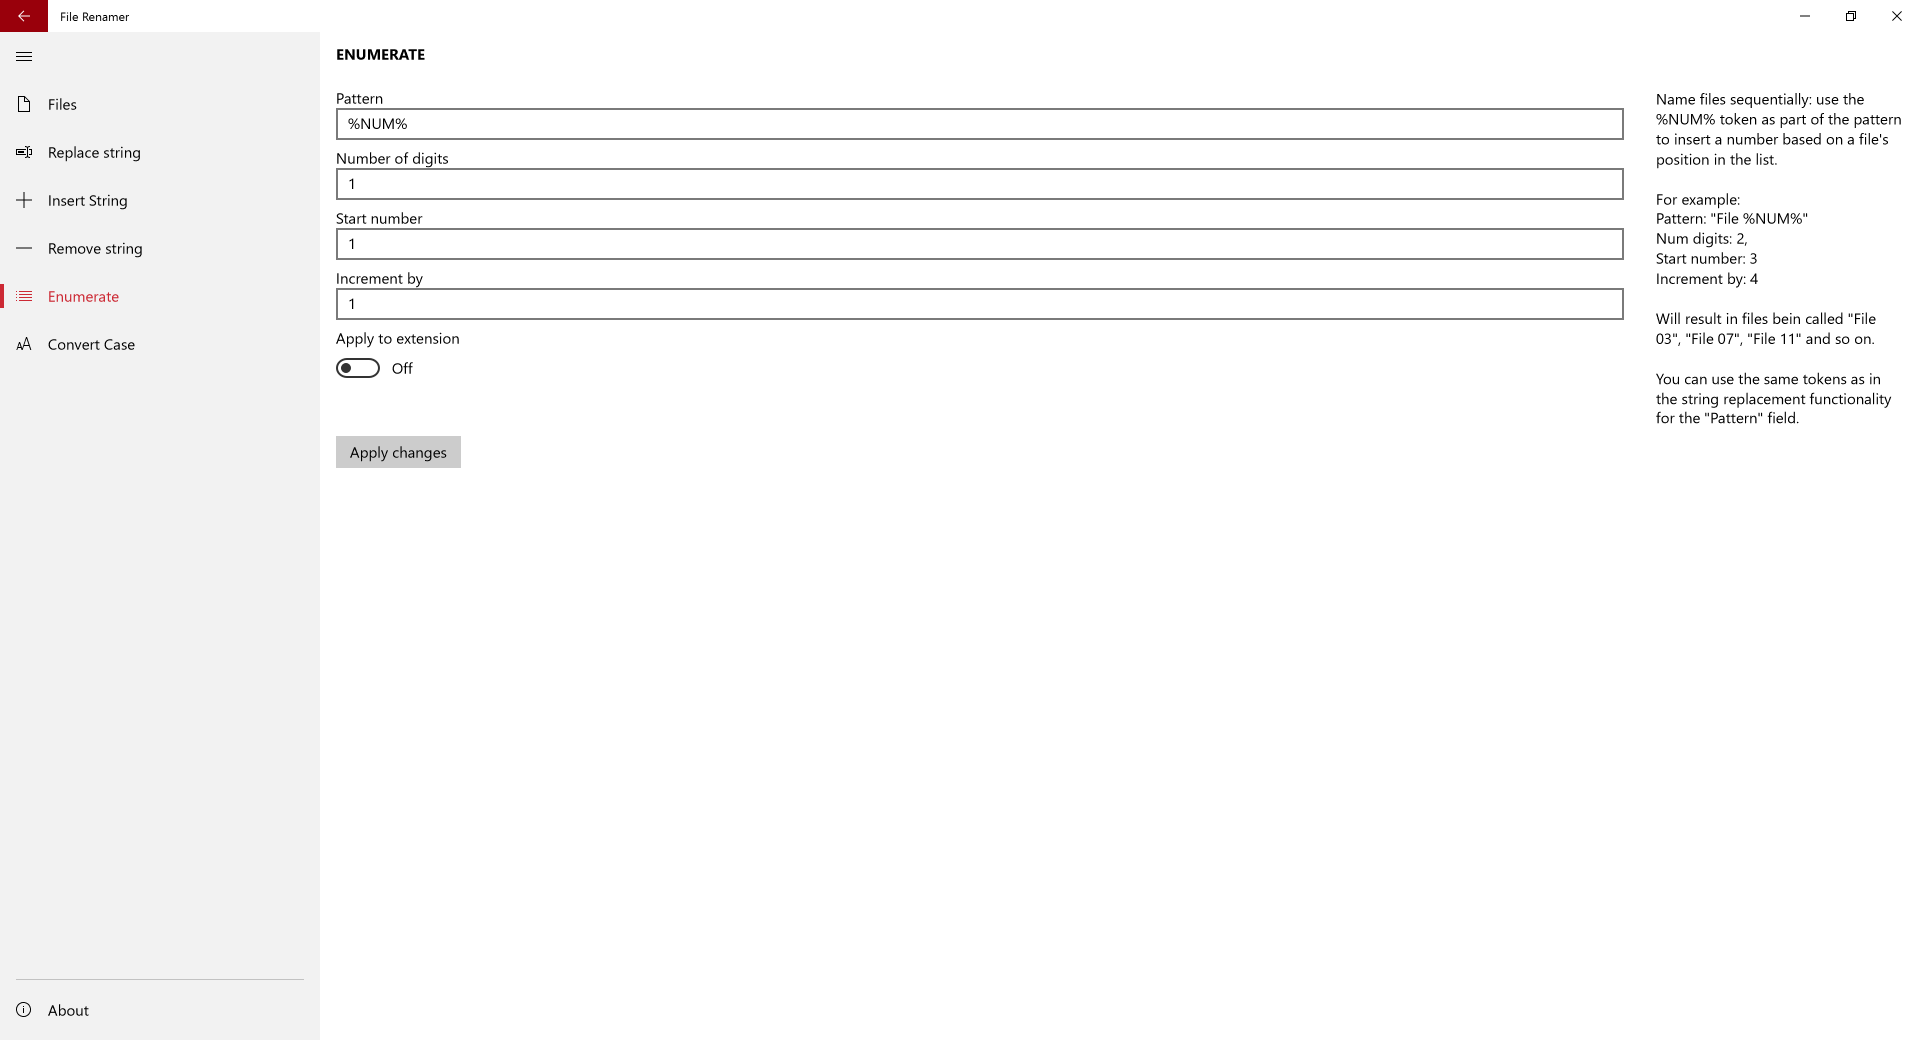 File Renamer
Files
Replace string
Insert String
Remove string
Enumerate
Convert Case
About
ENUMERATE
Pattern
%NUM%
Number of digits
1
Start number
1
Increment by
1
Apply to extension
Off
Apply changes
Name files sequentially: use the
%NUM% token as part of the pattern
to insert a number based on a file's
position in the list.
For example:
Pattern: "File %NUM%"
Num digits: 2,
Start number: 3
Increment by: 4
Will result in files bein called "File
03", "File 07", "File 11" and so on.
You can use the same tokens as in
the string replacement functionality
for the "Pattern" field.